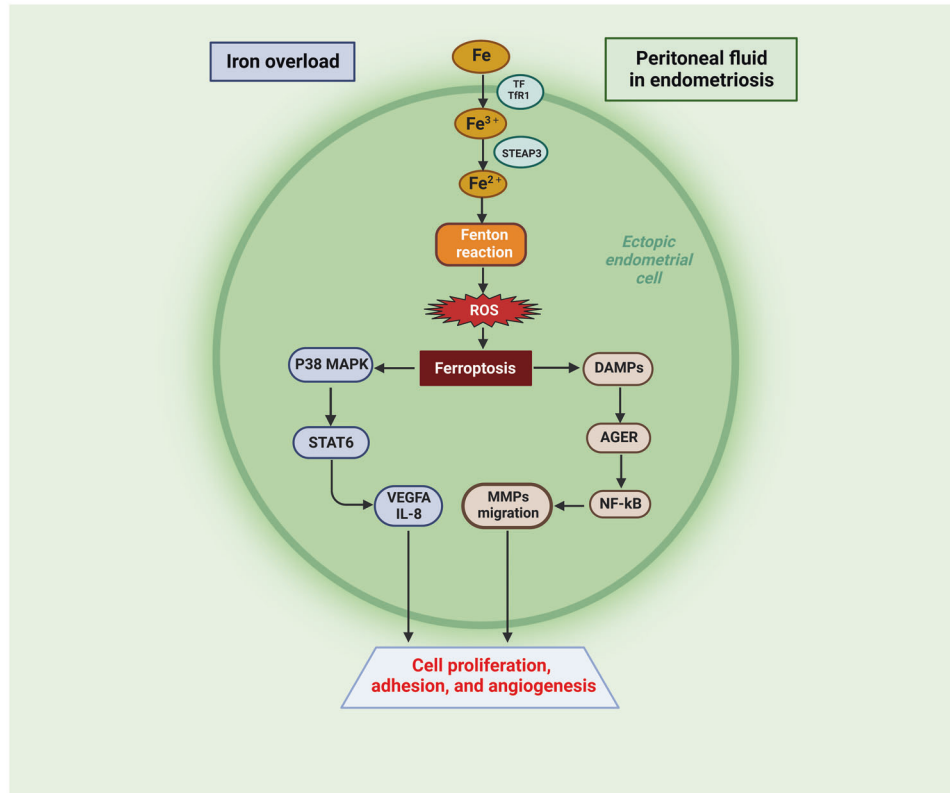 Iron overload
Peritoneal fluid
in endometriosis
Fe
TF
TfR1
Fe³⁺
STEAP3
Fe²⁺
Fenton
reaction
Ectopic
endometrial
cell
ROS
P38 MAPK
Ferroptosis
DAMPs
STAT6
AGER
VEGFA
IL-8
MMPs
migration
NF-kB
Cell proliferation,
adhesion, and angiogenesis